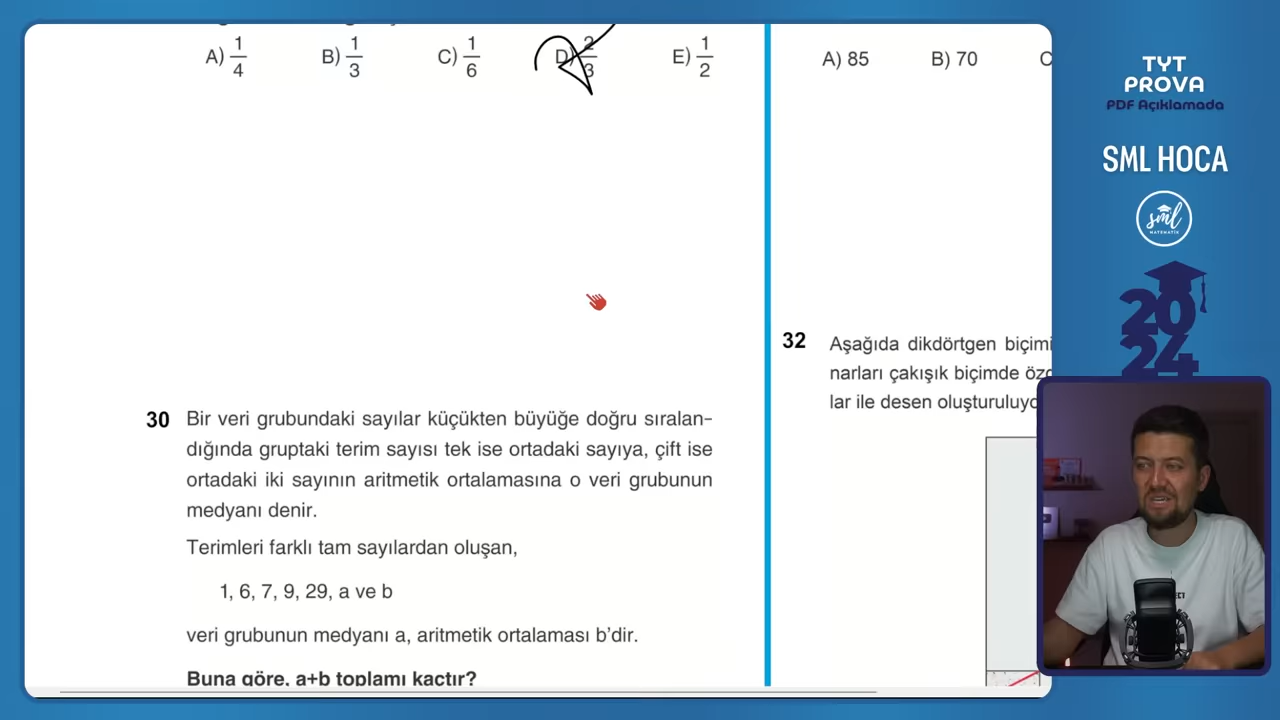 A) 1/4 B) 1/3 C) 1/6 D) 2/3 E) 1/2
30 Bir veri grubundaki sayılar küçükten büyüğe doğru sıralan-
dığında gruptaki terim sayısı tek ise ortadaki sayıya, çift ise
ortadaki iki sayının aritmetik ortalamasına o veri grubunun
medyanı denir.
Terimleri farklı tam sayılardan oluşan,
1, 6, 7, 9, 29, a ve b
veri grubunun medyanı a, aritmetik ortalaması b'dir.
Buna göre, a+b toplamı kaçtır?
A) 85 B) 70 C
32 Aşağıda dikdörtgen biçimi
narları çakışık biçimde öz
lar ile desen oluşturuluyo
TYT
PROVA
PDF Açıklamada
SML HOCA
sml
MATEMATİK
20
24